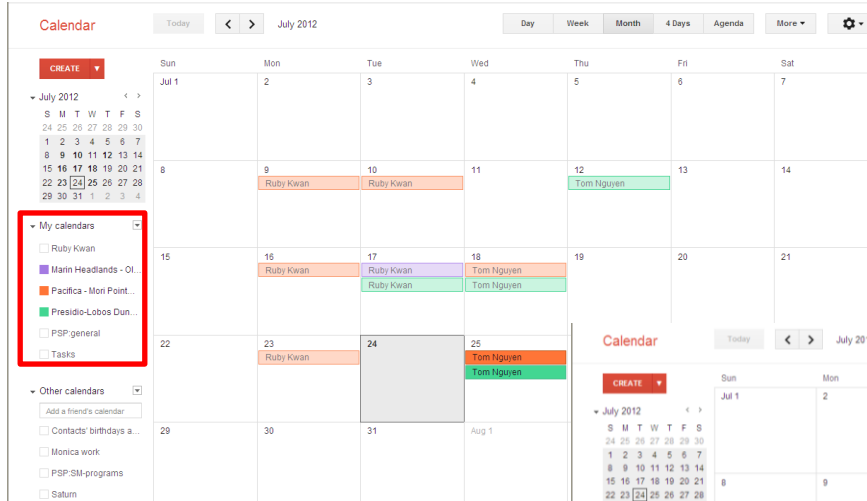 Calendar Today July 2012 Day Week Month 4 Days Agenda More
CREATE
July 2012
S M T W T F S
24 25 26 27 28 29 30
1 2 3 4 5 6 7
8 9 10 11 12 13 14
15 16 17 18 19 20 21
22 23 24 25 26 27 28
29 30 31 1 2 3 4
My calendars
Ruby Kwan
Marin Headlands - Ol...
Pacifica - Mori Point...
Presidio-Lobos Dun...
PSP:general
Tasks
Other calendars
Add a friend's calendar
Contacts' birthdays a...
Monica work
PSP:SM-programs
Saturn
Sun Mon Tue Wed Thu Fri Sat
Jul 1 2 3 4 5 6 7
8 9 10 11 12 13 14
Ruby Kwan Ruby Kwan Tom Nguyen
15 16 17 18 19 20 21
Ruby Kwan Ruby Kwan Tom Nguyen
Ruby Kwan Tom Nguyen
22 23 24 25
Ruby Kwan Tom Nguyen
Tom Nguyen
29 30 31 Aug 1
Calendar Today July 201
CREATE
July 2012
S M T W T F S
24 25 26 27 28 29 30
1 2 3 4 5 6 7
8 9 10 11 12 13 14
15 16 17 18 19 20 21
22 23 24 25 26 27 28
Sun Mon
Jul 1 2
8 9